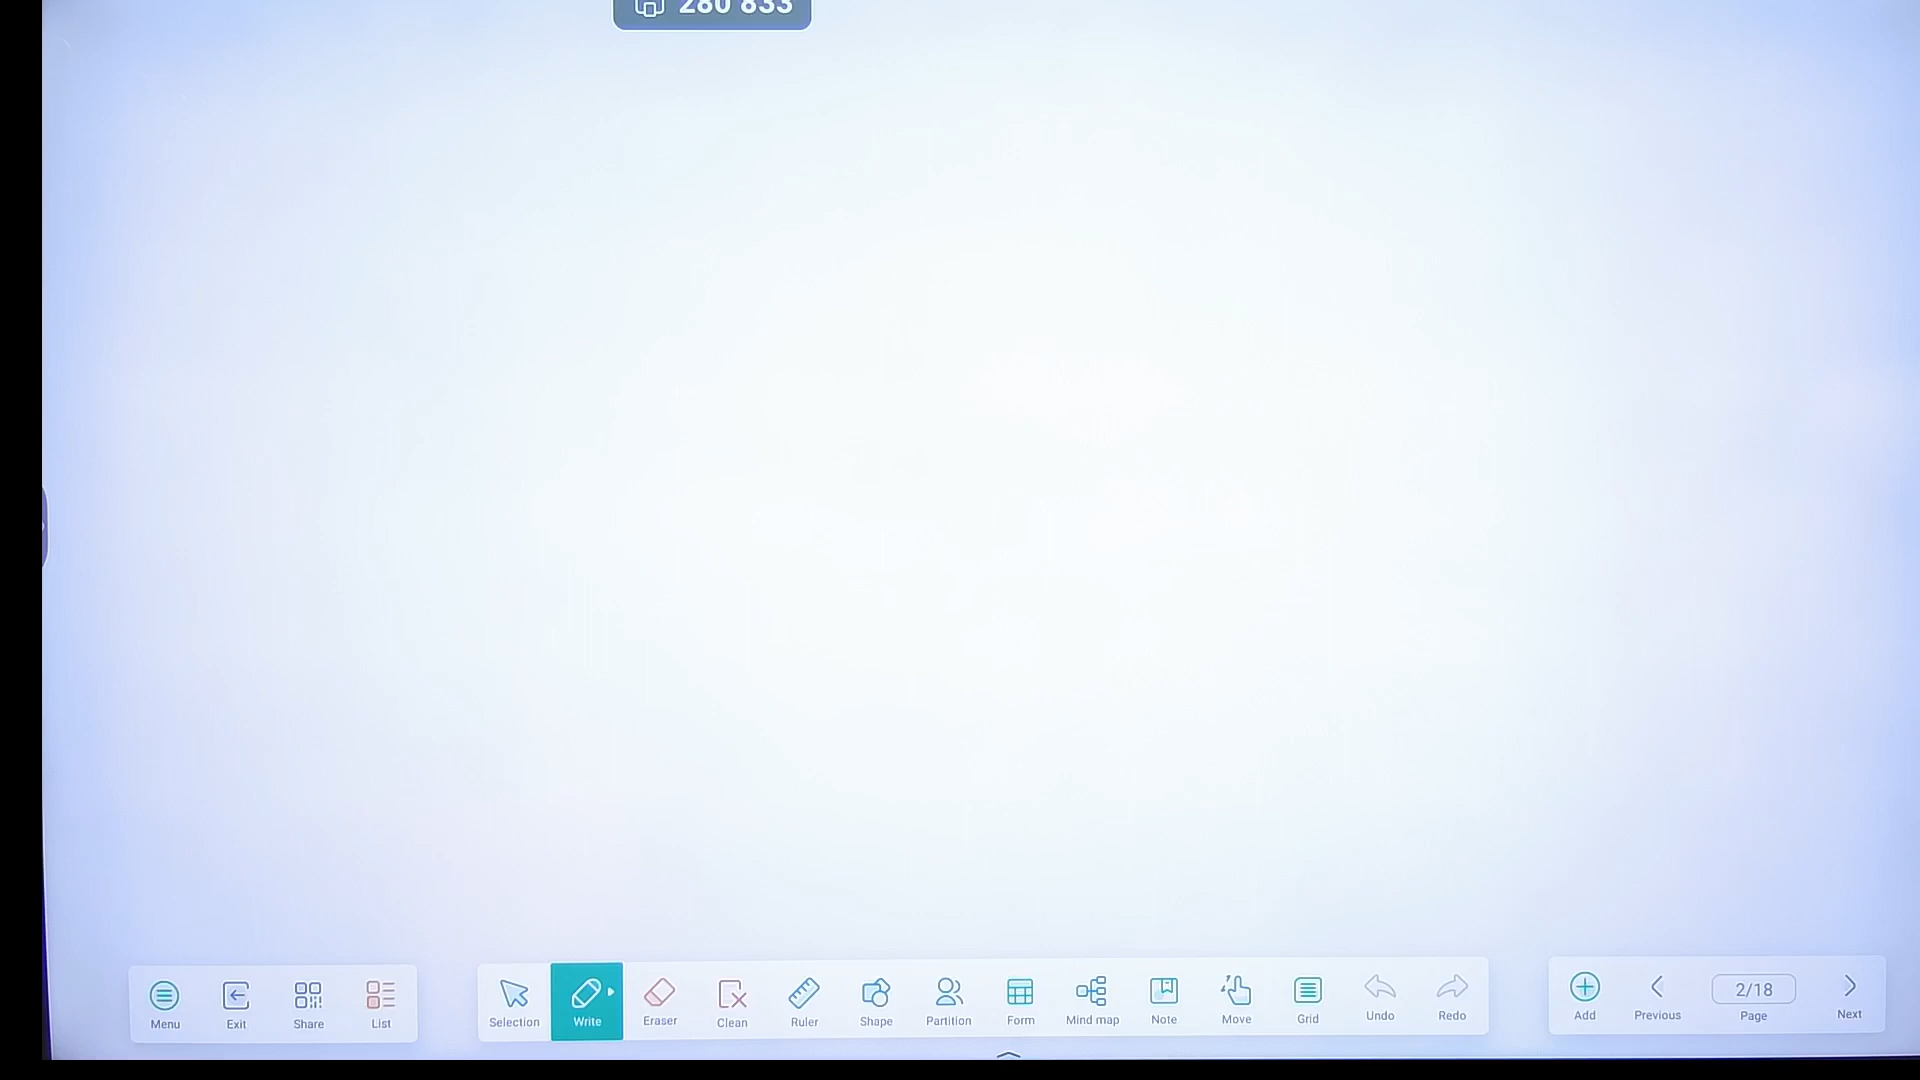 280 833
Menu
Exit
Share
List
Selection
Write
Eraser
Clean
Ruler
Shape
Partition
Form
Mind map
Note
Move
Grid
Undo
Redo
Add
Previous
2/18
Page
Next